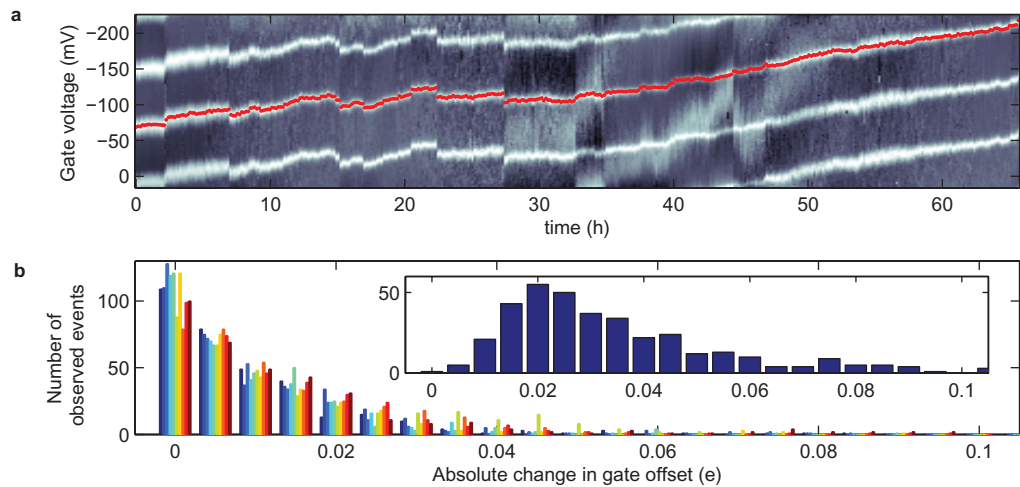 a
Gate voltage (mV)
−200
−150
−100
−50
0
0 10 20 30 40 50 60
time (h)
b
Number of
observed events
100
50
0
50
0
0 0.02 0.04 0.06 0.08 0.1
0 0.02 0.04 0.06 0.08 0.1
Absolute change in gate offset (e)